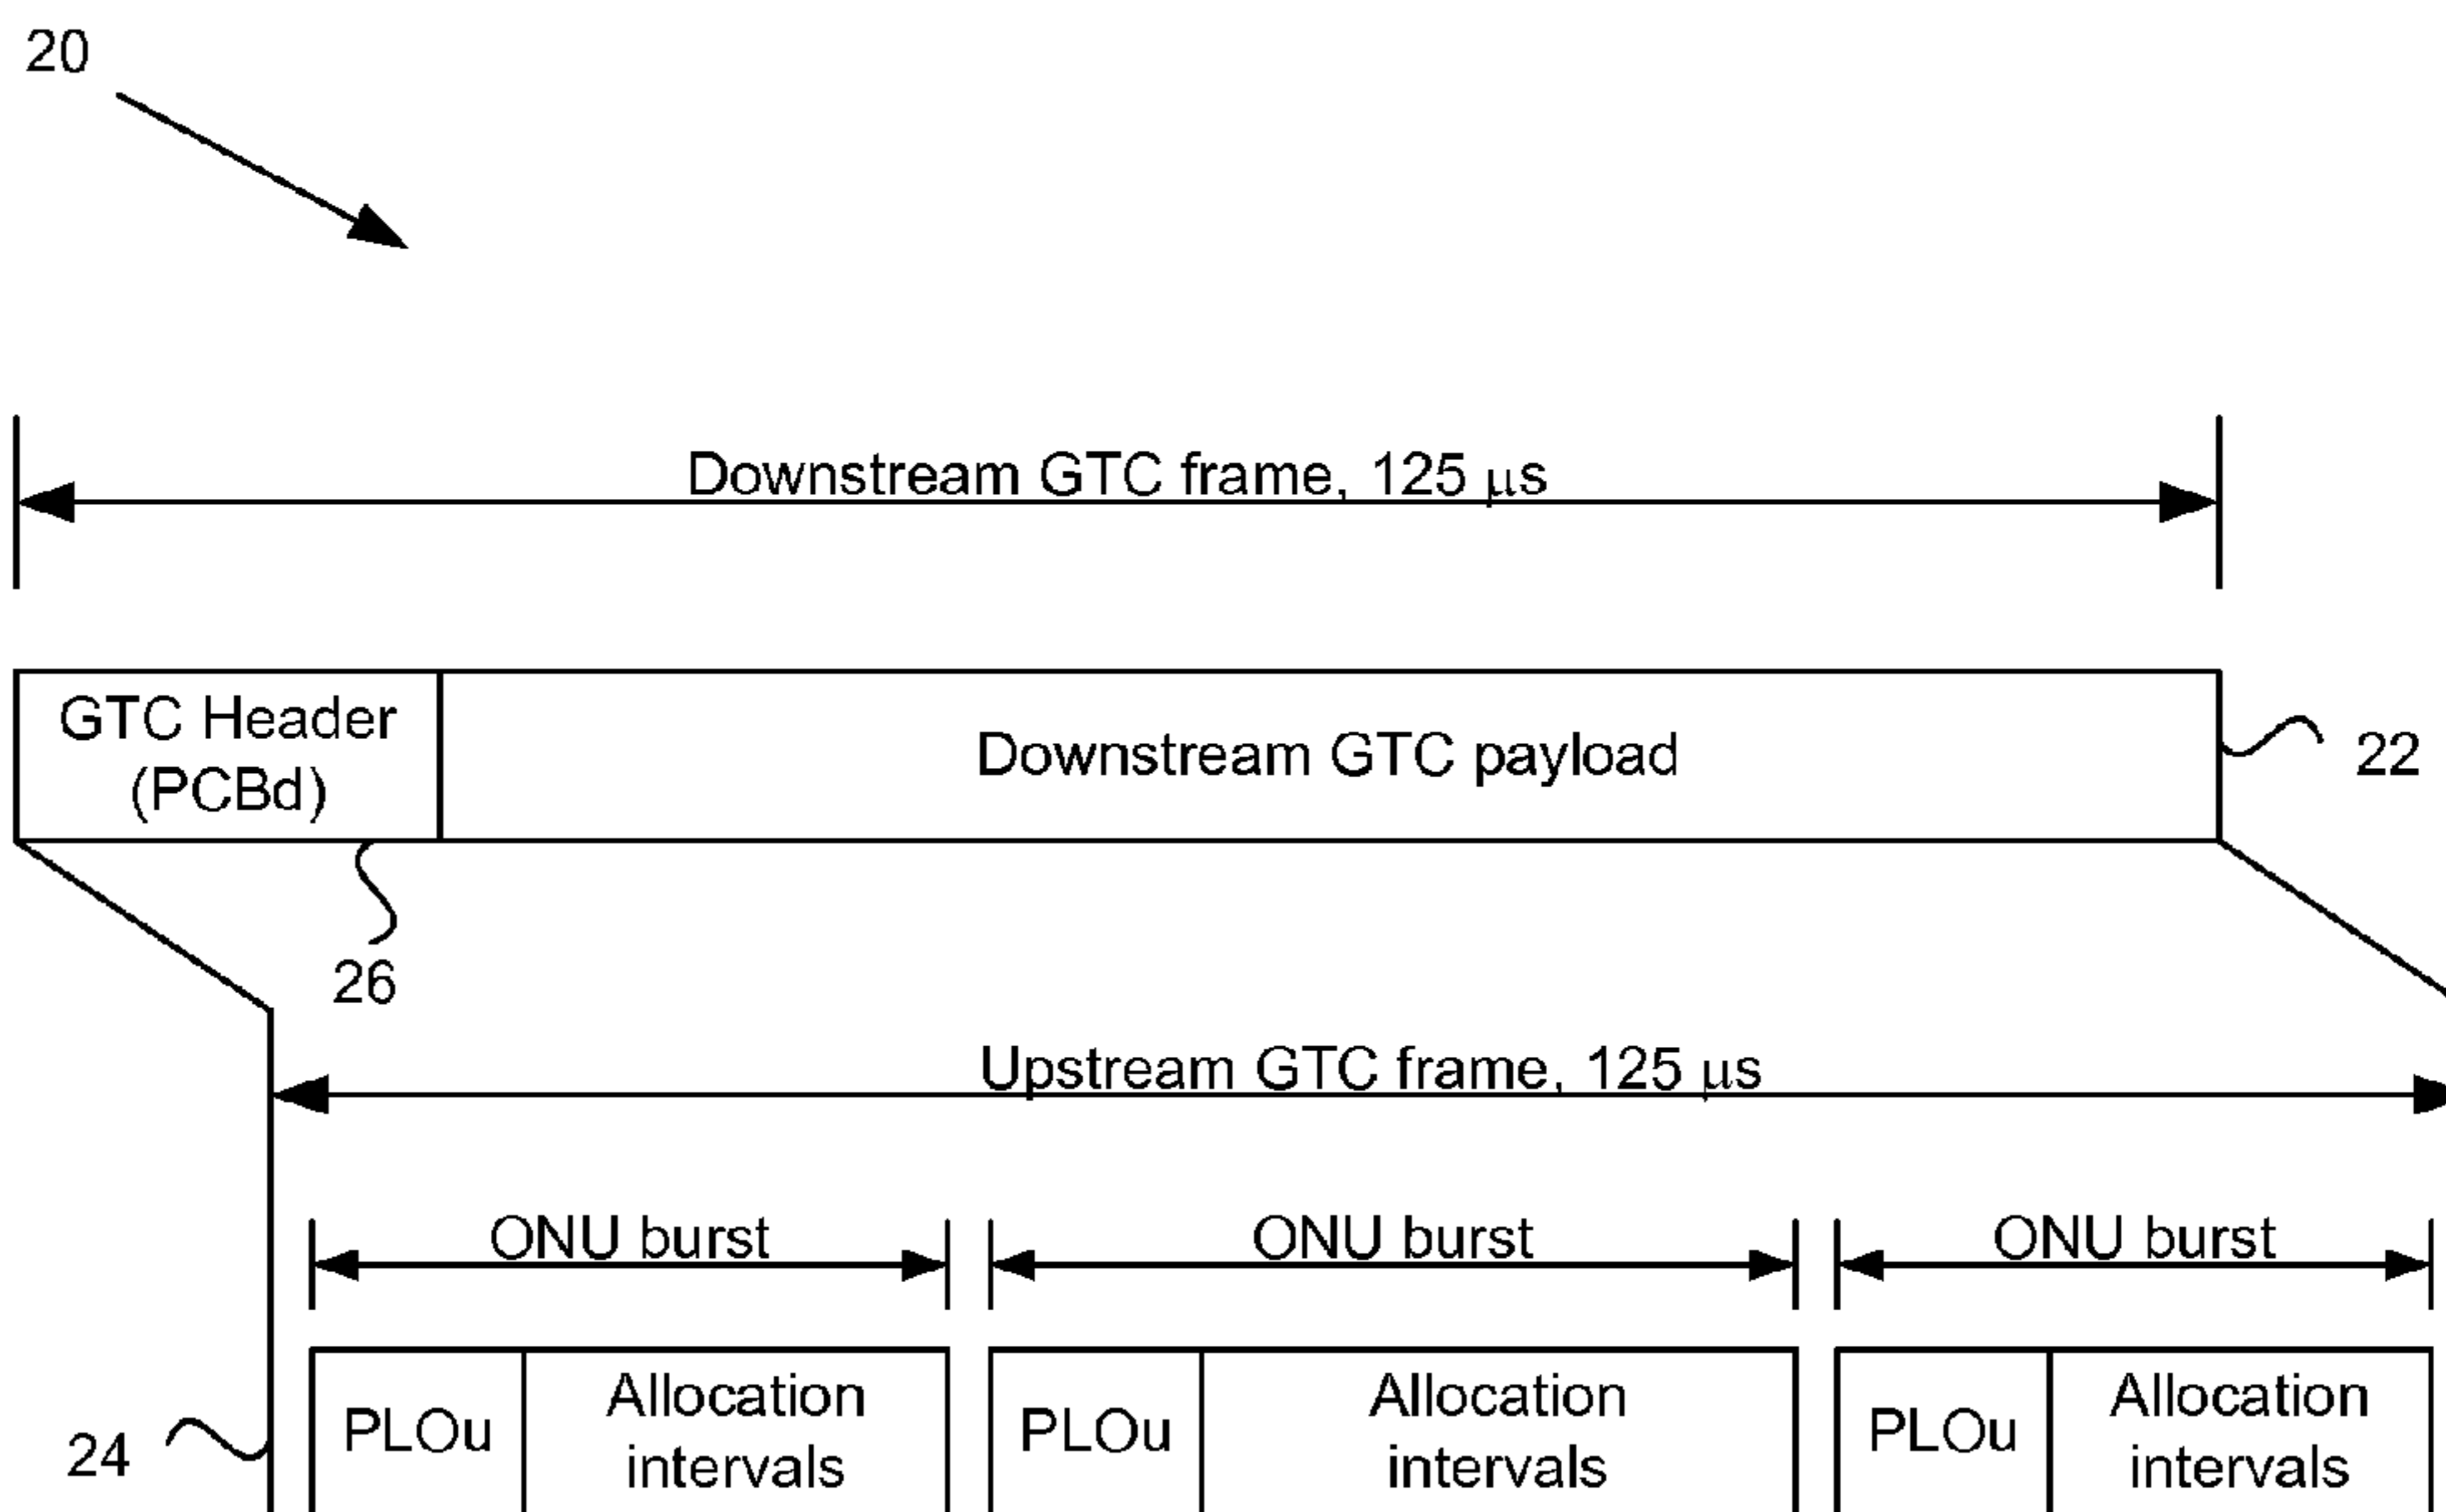 20
Downstream GTC frame, 125 μs
GTC Header
(PCBd)
Downstream GTC payload
22
26
Upstream GTC frame, 125 μs
ONU burst
ONU burst
ONU burst
PLOu
Allocation
intervals
PLOu
Allocation
intervals
PLOu
Allocation
intervals
24